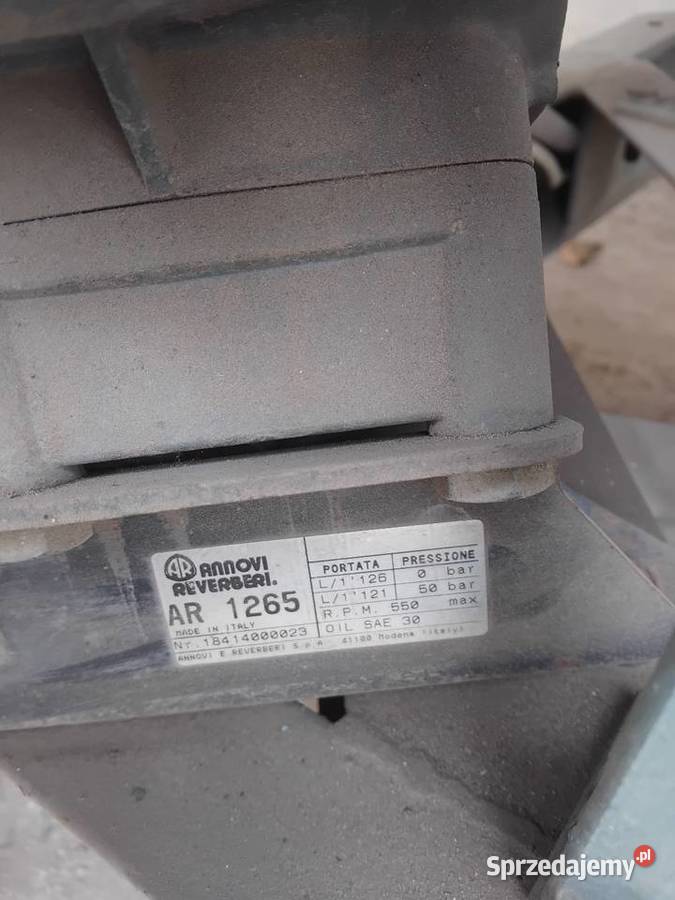 AR ANNOVI
REVERBERI.
AR 1265
MADE IN ITALY
Nr. 18414000023
ANNOVI E REVERBERI S.p.A. 41100 Modena (Italy)
PORTATA PRESSIONE
L/1' 126 0 bar
L/1' 121 50 bar
R.P.M. 550 max
OIL SAE 30
Sprzedajemy.pl